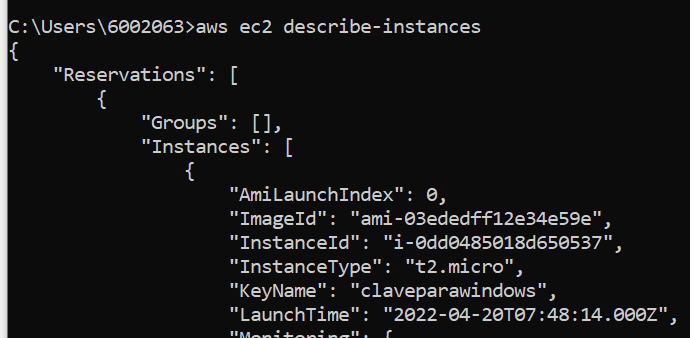 C:\Users\6002063>aws ec2 describe-instances
{
    "Reservations": [
        {
            "Groups": [],
            "Instances": [
                {
                    "AmiLaunchIndex": 0,
                    "ImageId": "ami-03ededff12e34e59e",
                    "InstanceId": "i-0dd0485018d650537",
                    "InstanceType": "t2.micro",
                    "KeyName": "claveparawindows",
                    "LaunchTime": "2022-04-20T07:48:14.000Z",
                    "Monitoring": {